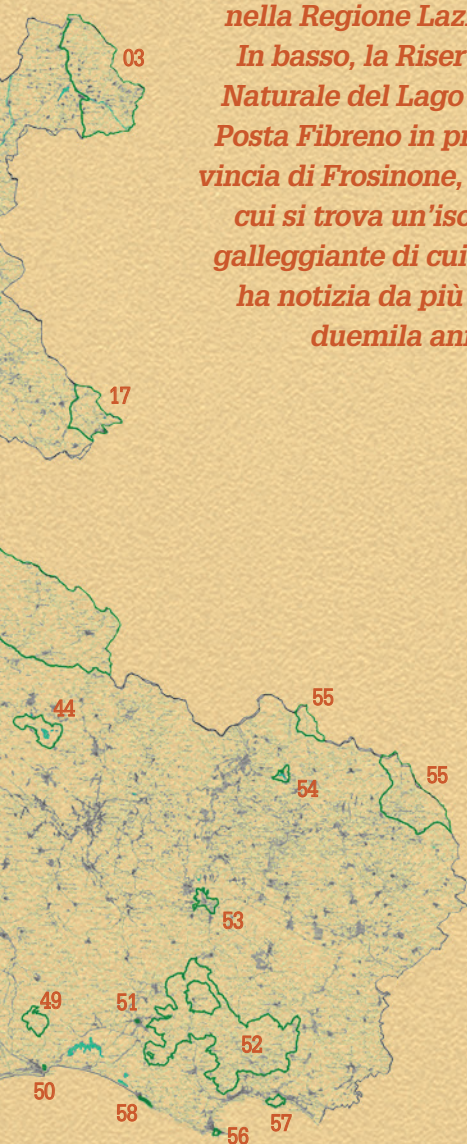 nella Regione Laz
In basso, la Riser
Naturale del Lago
Posta Fibreno in pr
vincia di Frosinone,
cui si trova un'iso
galleggiante di cui
ha notizia da più
duemila ann
03
17
44
55
55
54
53
49
51
52
50
58
57
56